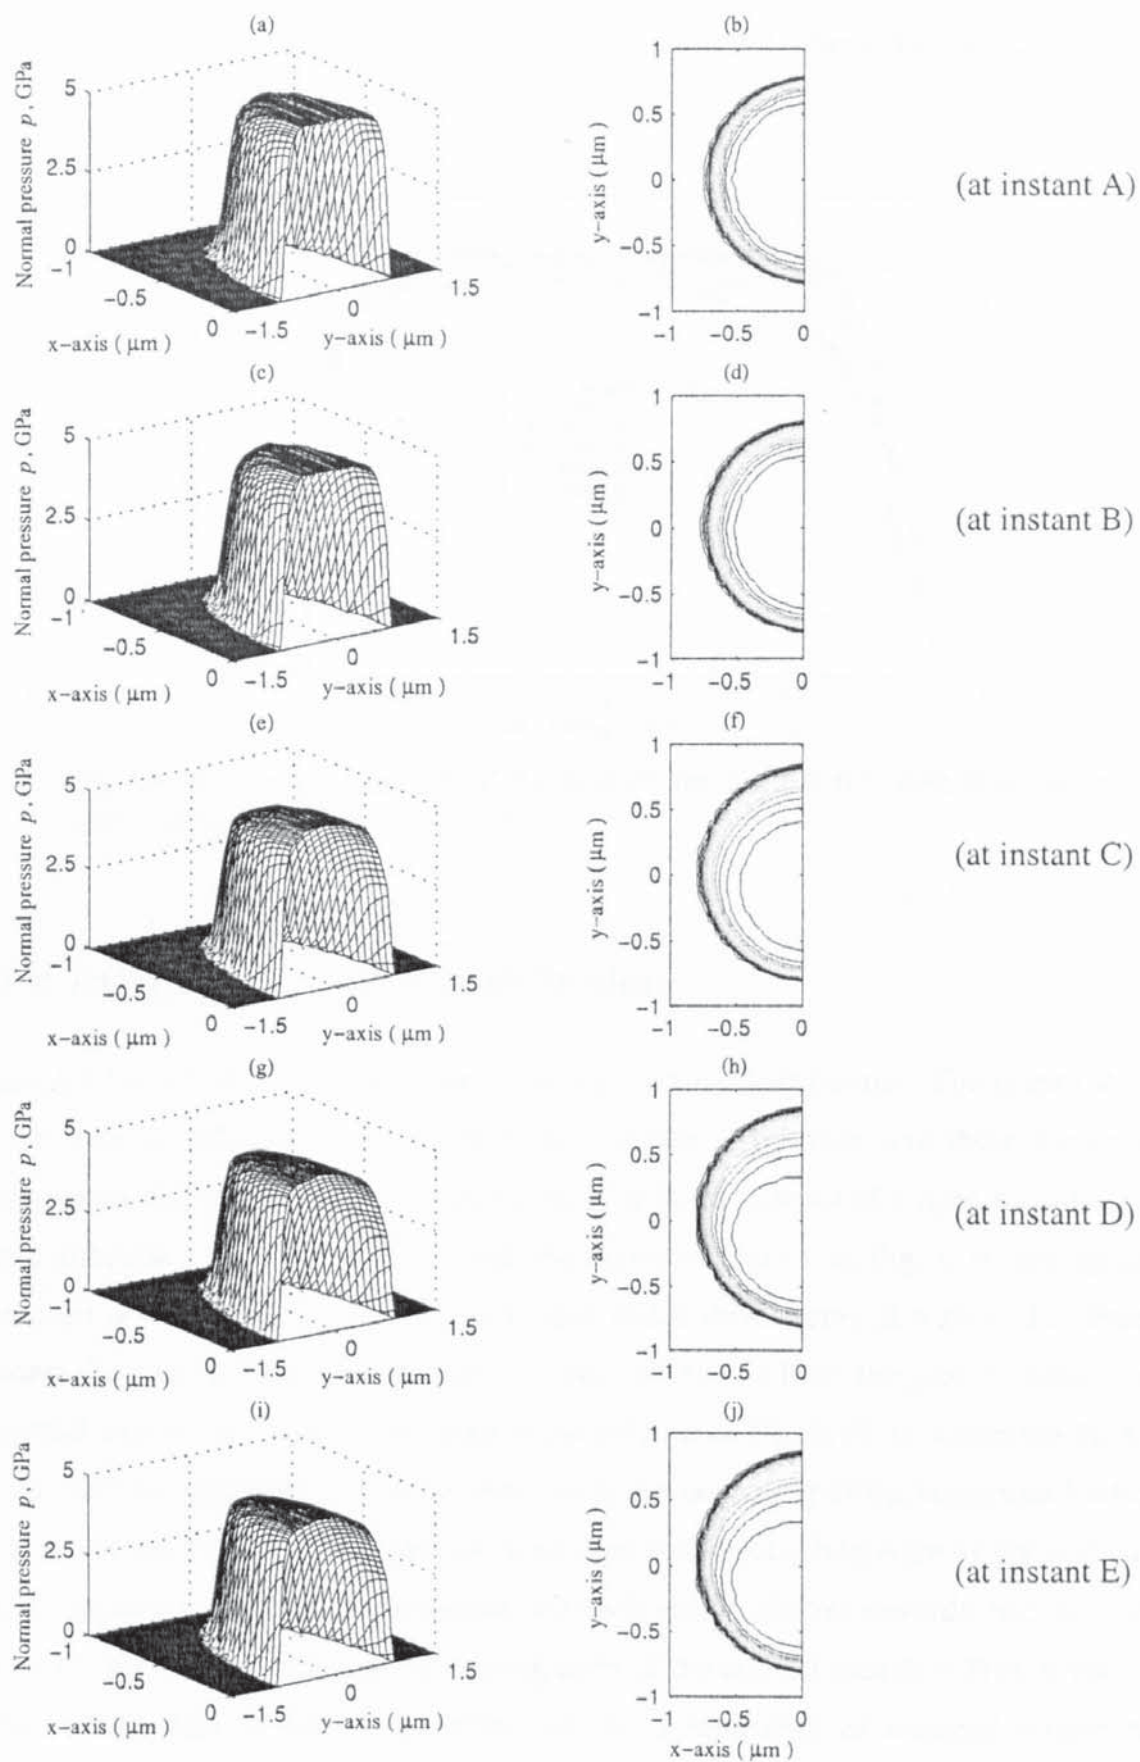 (a)
(b)
Normal pressure p, GPa
5
2.5
0
-1
-0.5
0
-1.5
0
1.5
x-axis ( μm )
y-axis ( μm )
y-axis ( μm )
1
0.5
0
-0.5
-1
-1
-0.5
0
(at instant A)
(c)
(d)
Normal pressure p, GPa
5
2.5
0
-1
-0.5
0
-1.5
0
1.5
x-axis ( μm )
y-axis ( μm )
y-axis ( μm )
1
0.5
0
-0.5
-1
-1
-0.5
0
(at instant B)
(e)
(f)
Normal pressure p, GPa
5
2.5
0
-1
-0.5
0
-1.5
0
1.5
x-axis ( μm )
y-axis ( μm )
y-axis ( μm )
1
0.5
0
-0.5
-1
-1
-0.5
0
(at instant C)
(g)
(h)
Normal pressure p, GPa
5
2.5
0
-1
-0.5
0
-1.5
0
1.5
x-axis ( μm )
y-axis ( μm )
y-axis ( μm )
1
0.5
0
-0.5
-1
-1
-0.5
0
(at instant D)
(i)
(j)
Normal pressure p, GPa
5
2.5
0
-1
-0.5
0
-1.5
0
1.5
x-axis ( μm )
y-axis ( μm )
y-axis ( μm )
1
0.5
0
-0.5
-1
-1
-0.5
0
x-axis ( μm )
(at instant E)